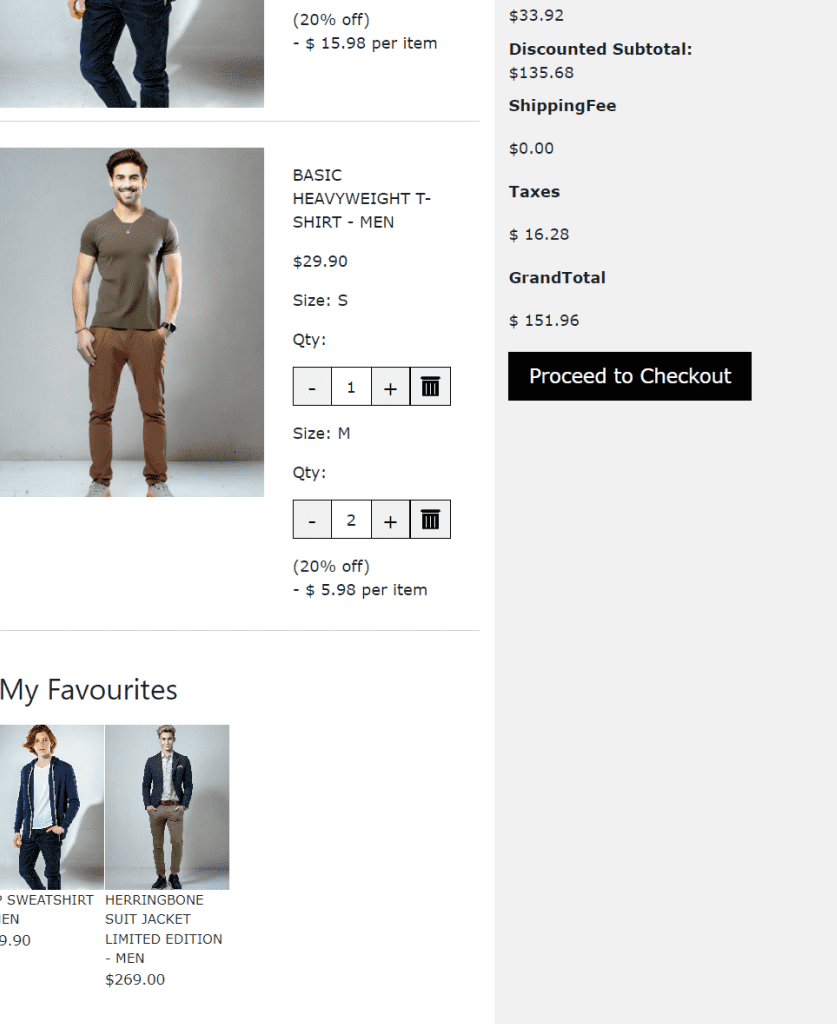 (20% off)
- $ 15.98 per item
BASIC
HEAVYWEIGHT T-
SHIRT - MEN
$29.90
Size: S
Qty:
- 1 +
Size: M
Qty:
- 2 +
(20% off)
- $ 5.98 per item
My Favourites
SWEATSHIRT
HERRINGBONE
SUIT JACKET
LIMITED EDITION
- MEN
9.90
$269.00
$33.92
Discounted Subtotal:
$135.68
ShippingFee
$0.00
Taxes
$ 16.28
GrandTotal
$ 151.96
Proceed to Checkout